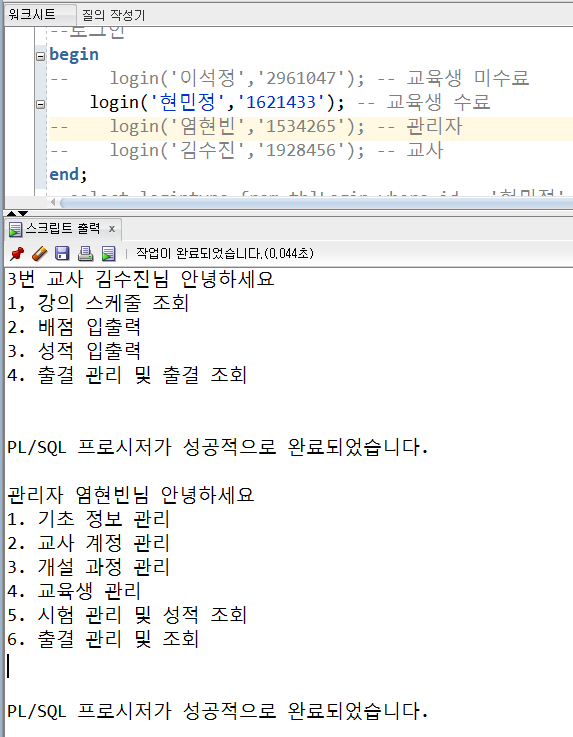 워크시트 질의 작성기
--로그인
begin
--    login('이석정','2961047'); -- 교육생 미수료
login('현민정','1621433'); -- 교육생 수료
--    login('염현빈','1534265'); -- 관리자
--    login('김수진','1928456'); -- 교사
end;
select logintype from tblLogin where id = '현민정'
스크립트 출력 x
작업이 완료되었습니다.(0,044초)
3번 교사 김수진님 안녕하세요
1, 강의 스케줄 조회
2. 배점 입출력
3. 성적 입출력
4. 출결 관리 및 출결 조회
PL/SQL 프로시저가 성공적으로 완료되었습니다.
관리자 염현빈님 안녕하세요
1. 기초 정보 관리
2. 교사 계정 관리
3. 개설 과정 관리
4. 교육생 관리
5. 시험 관리 및 성적 조회
6. 출결 관리 및 조회
PL/SQL 프로시저가 성공적으로 완료되었습니다.